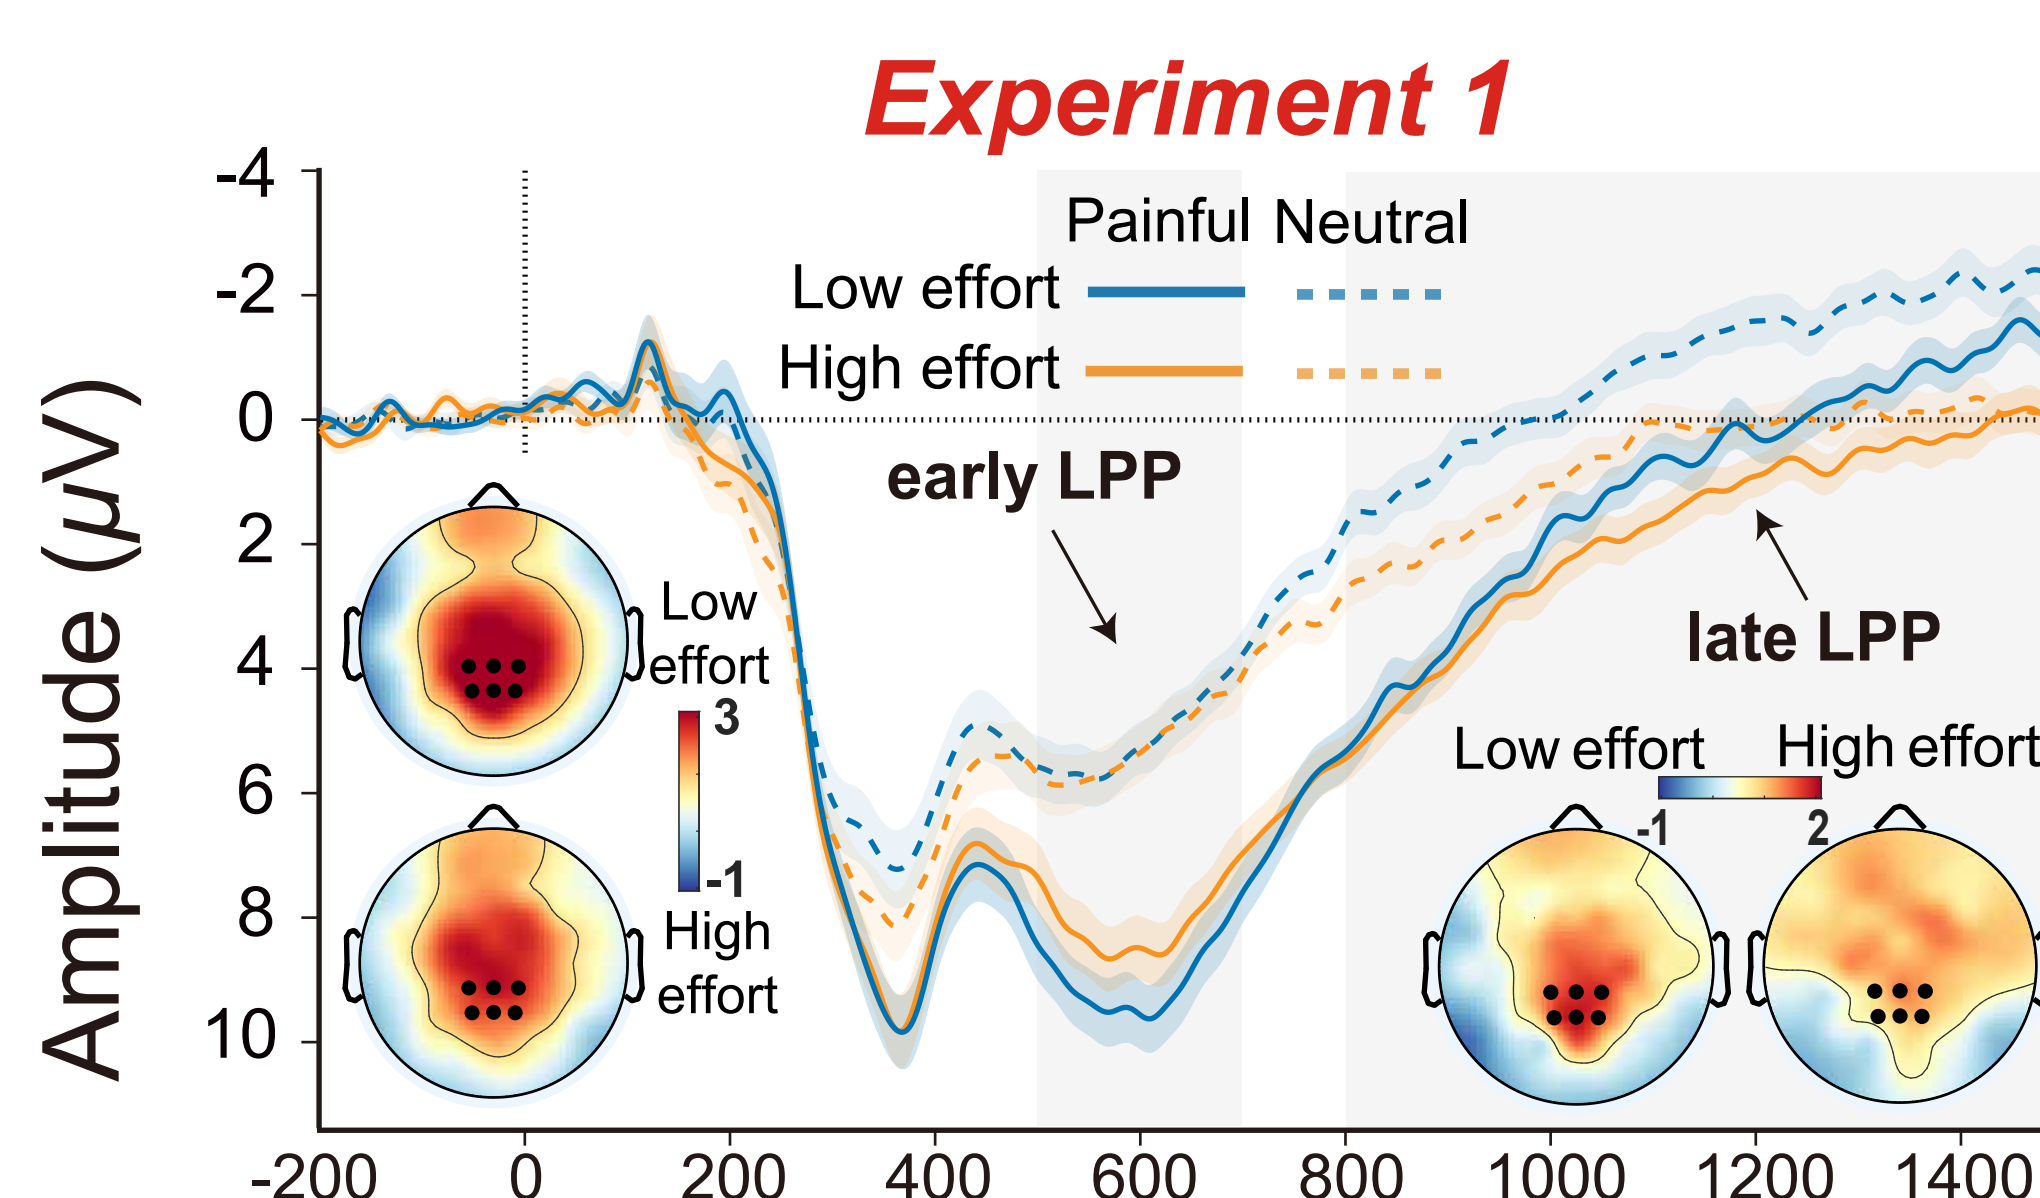 Experiment 1
Amplitude (μV)
-4
-2
0
2
4
6
8
10
Painful Neutral
Low effort
High effort
early LPP
late LPP
Low
effort
3
-1
High
effort
Low effort High effort
-1 2
-200 0 200 400 600 800 1000 1200 1400